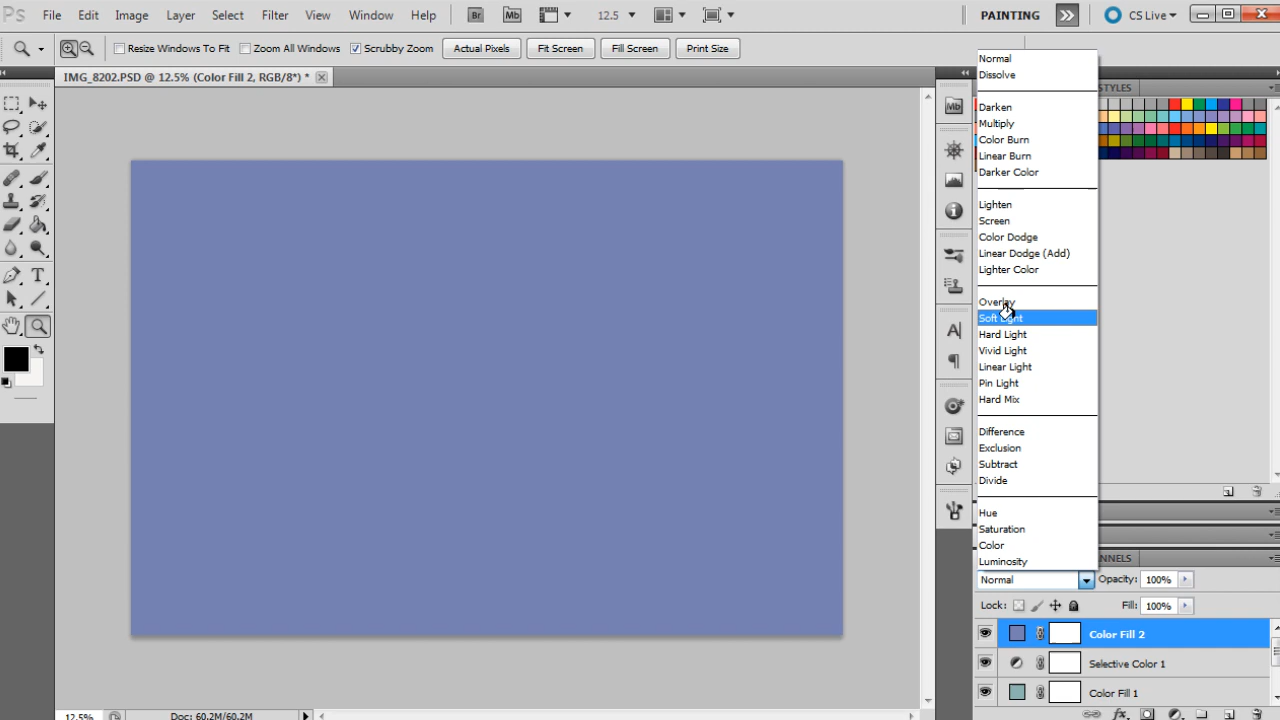 Ps File Edit Image Layer Select Filter View Window Help Br Mb 12.5 PAINTING CS Live
Resize Windows To Fit Zoom All Windows Scrubby Zoom Actual Pixels Fit Screen Fill Screen Print Size
IMG_8202.PSD @ 12.5% (Color Fill 2, RGB/8*) *
STYLES
Mb
Normal
Dissolve
Darken
Multiply
Color Burn
Linear Burn
Darker Color
Lighten
Screen
Color Dodge
Linear Dodge (Add)
Lighter Color
Overlay
Soft Light
Hard Light
Vivid Light
Linear Light
Pin Light
Hard Mix
Difference
Exclusion
Subtract
Divide
Hue
Saturation
Color
Luminosity
NNELS
Normal Opacity: 100%
Lock: Fill: 100%
Color Fill 2
Selective Color 1
Color Fill 1
12.5% Doc: 60.2M/60.2M